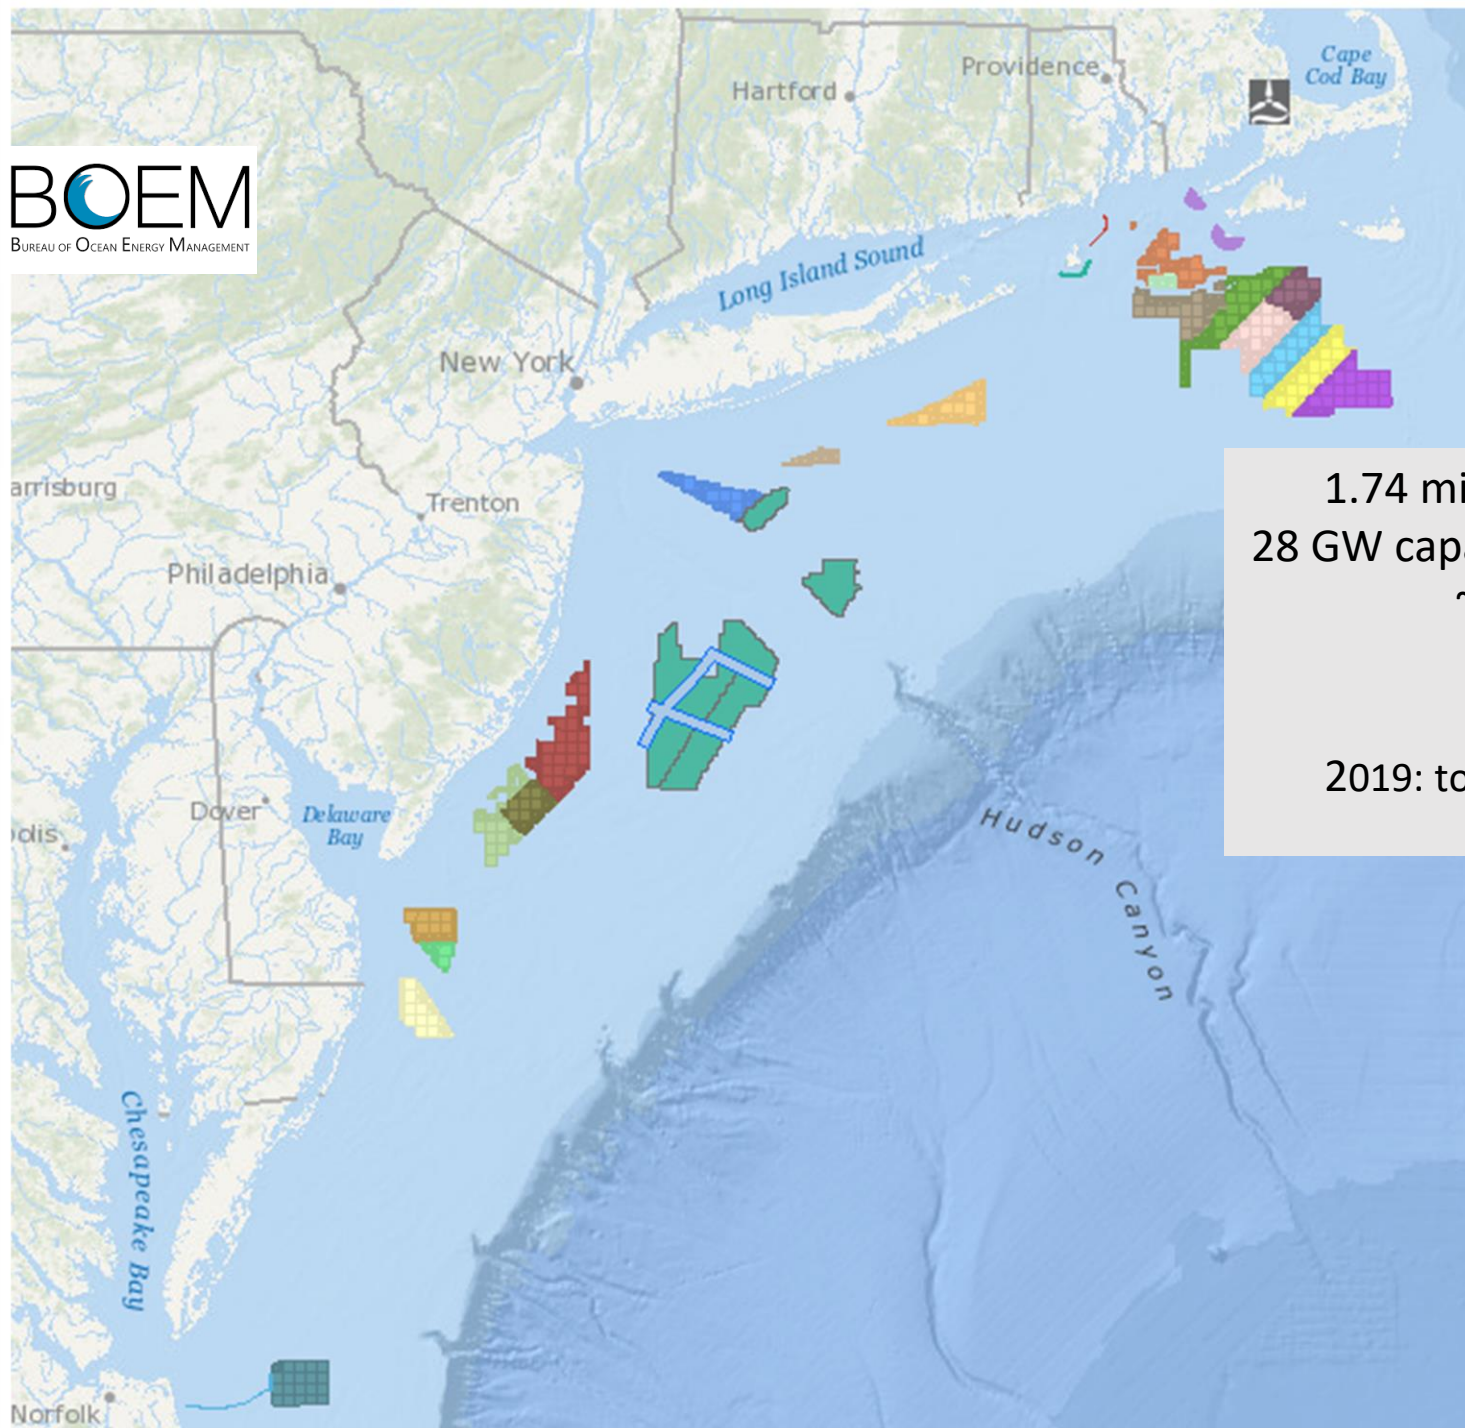 Cape
Cod Bay
Providence
Hartford
BOEM
BUREAU OF OCEAN ENERGY MANAGEMENT
Long Island Sound
New York
arrisburg
Trenton
1.74 mi
28 GW capa
~
Philadelphia
2019: to
Dover
Delaware
Bay
olis
Hudson Canyon
Chesapeake Bay
Norfolk